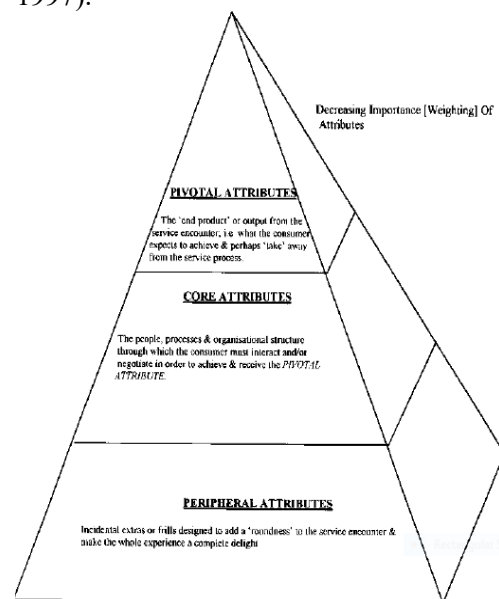 1997).
Decreasing Importance [Weighting] Of
Attributes
PIVOTAL ATTRIBUTES
The 'end product' or output from the
service encounter, i.e. what the consumer
expects to achieve & perhaps 'take' away
from the service process.
CORE ATTRIBUTES
The people, processes & organisational structure
through which the consumer must interact and/or
negotiate in order to achieve & receive the PIVOTAL
ATTRIBUTE.
PERIPHERAL ATTRIBUTES
Incidental extras or frills designed to add a 'roundness' to the service encounter &
make the whole experience a complete delight